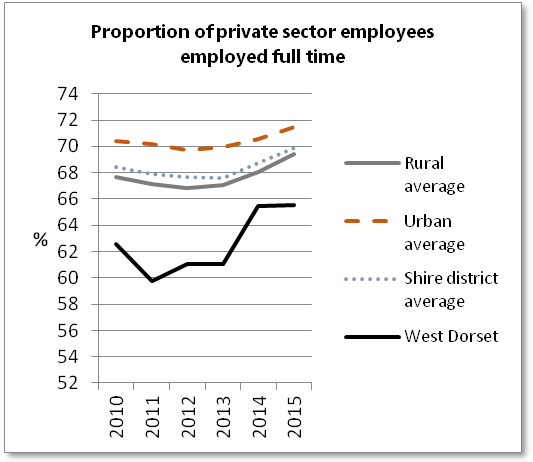 Proportion of private sector employees
employed full time
74
72
70
68
66
64
62
60
58
56
54
52
%
2010
2011
2012
2013
2014
2015
Rural
average
Urban
average
Shire district
average
West Dorset